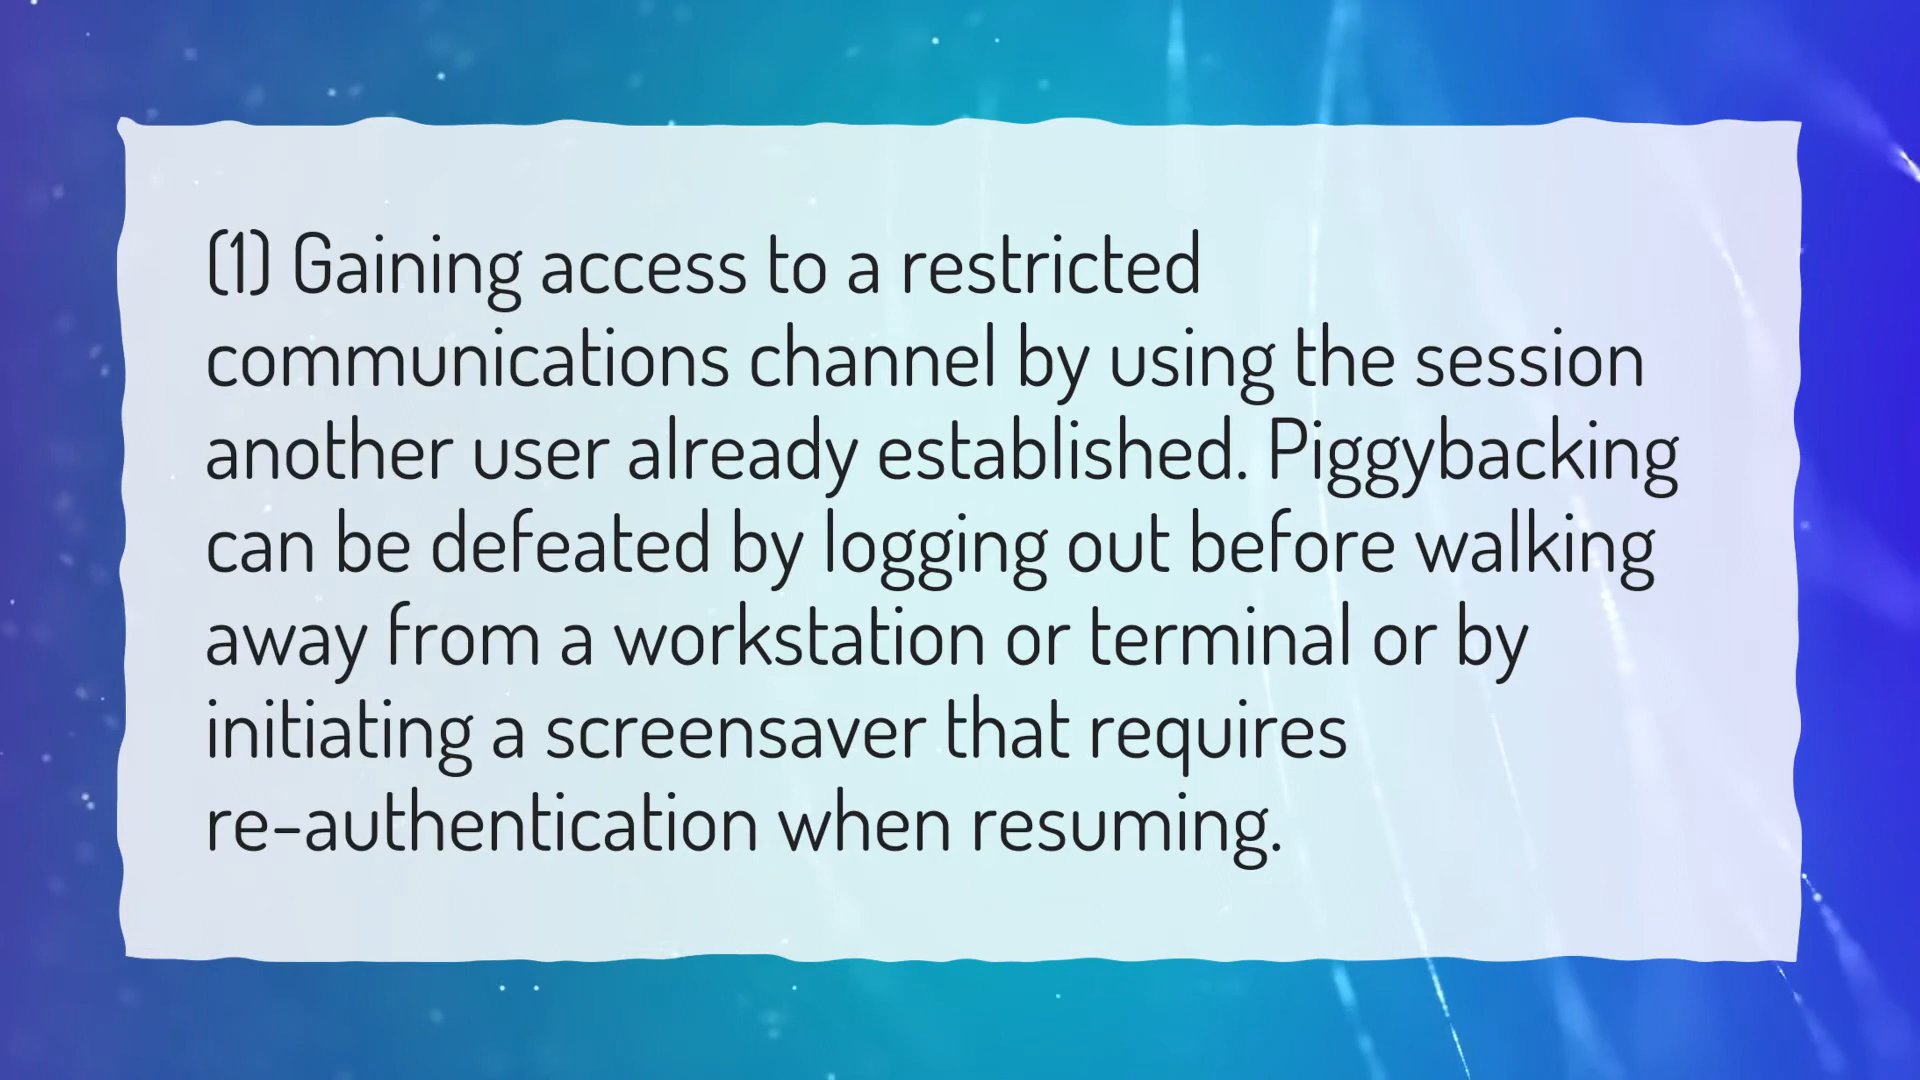 (1) Gaining access to a restricted
communications channel by using the session
another user already established. Piggybacking
can be defeated by logging out before walking
away from a workstation or terminal or by
initiating a screensaver that requires
re-authentication when resuming.